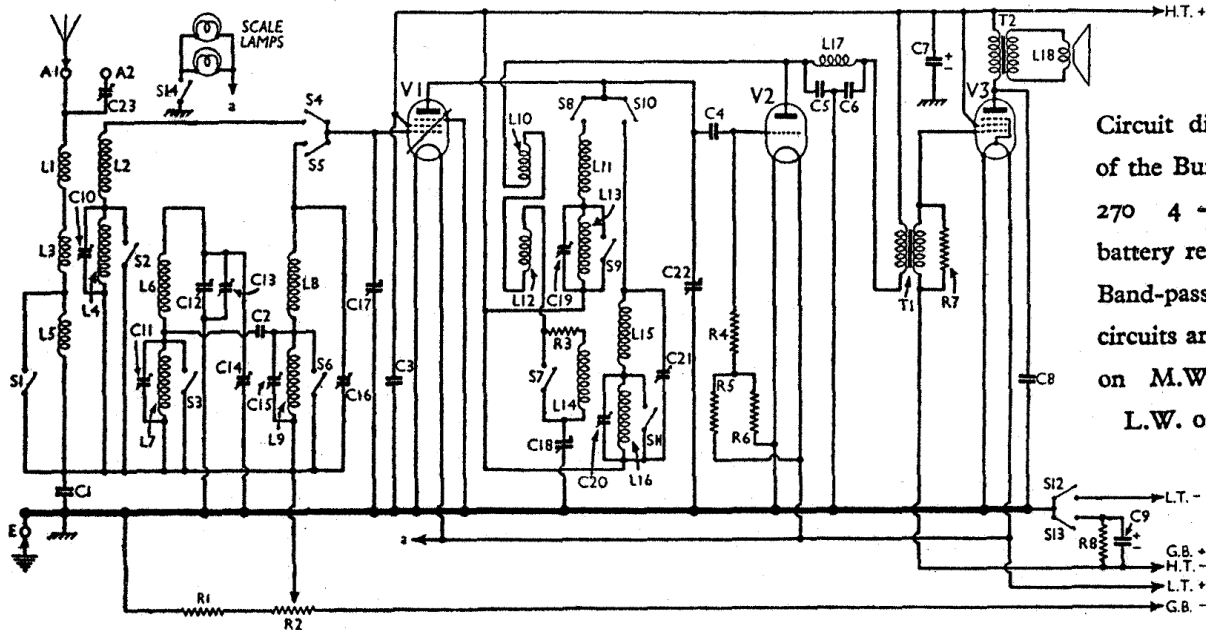 SCALE LAMPS
A1
A2
S14
a
C23
H.T. +
L1
L2
S4
S5
V1
L10
S8
S10
L11
L13
C4
V2
L17
C5
C6
C7
T2
L18
V3
C10
L3
L4
S2
L5
S1
C11
L6
L7
S3
C12
C13
C14
C2
C15
L8
L9
S6
C16
C17
C3
L12
C19
S9
R3
S7
L14
C18
L15
C21
C20
S11
L16
C22
R4
R5
R6
T1
R7
C8
Circuit di
of the Bu
270 4 -
battery re
Band-pass
circuits ar
on M.W
L.W. o
C1
E
a
S12
S13
L.T. -
R8
C9
G.B. +
H.T. -
L.T. +
G.B. -
R1
R2